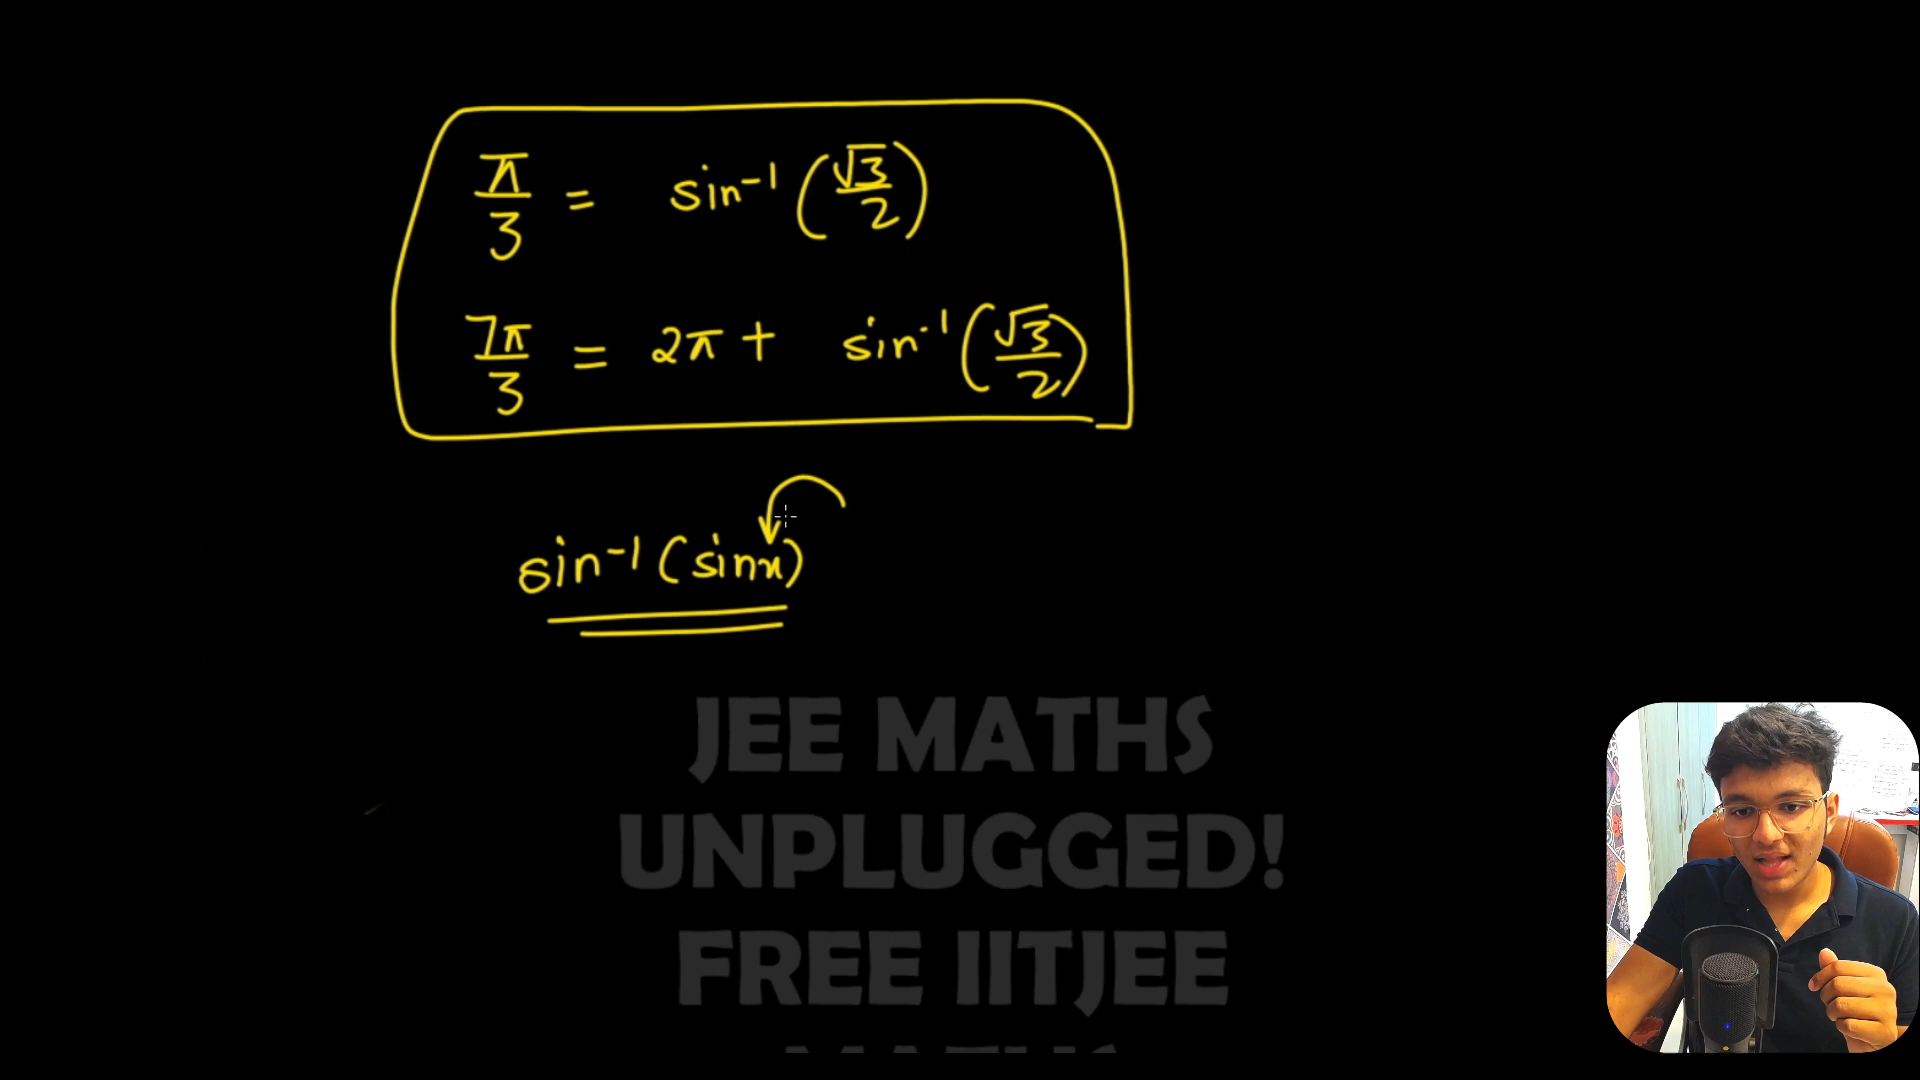 π/3 = sin⁻¹(√3/2)
7π/3 = 2π + sin⁻¹(√3/2)
sin⁻¹(sinx)
JEE MATHS
UNPLUGGED!
FREE IITJEE
MATHS